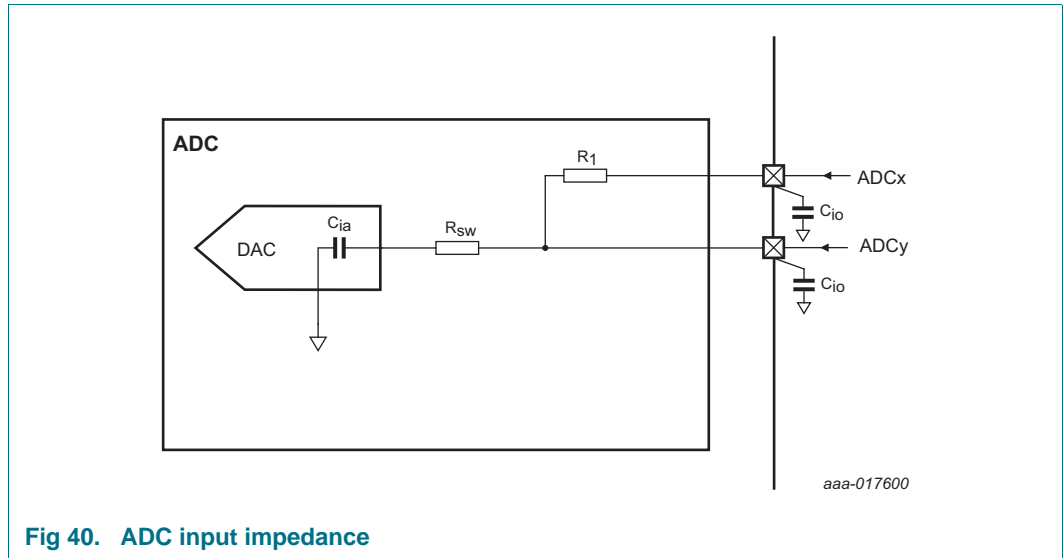 ADC
R1
ADCx
Cio
Cia
Rsw
DAC
ADCy
Cio
aaa-017600
Fig 40. ADC input impedance